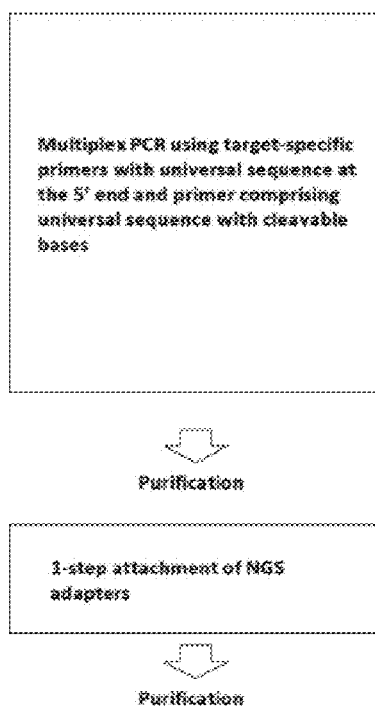 Multiplex PCR using target-specific
primers with universal sequence at
the 5' end and primer comprising
universal sequence with cleavable
bases
Purification
1-step attachment of NGS
adapters
Purification